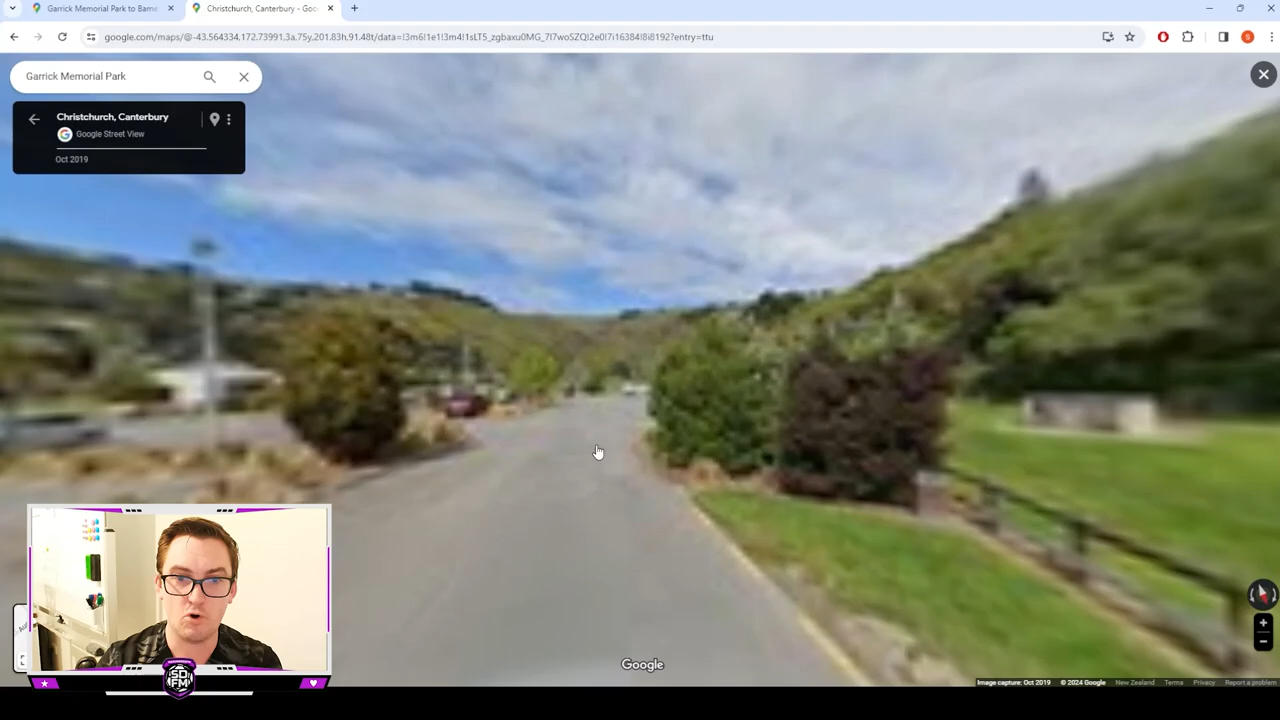 Garrick Memorial Park to Barne
Christchurch, Canterbury - Goo
google.com/maps/@-43.564334,172.73991,3a.75y,201.83h,91.48t/data=!3m6!1e1!3m4!1sLT5_zgbaxu0MG_7I7woSZQ!2e0!7i16384!8i8192?entry=ttu
S
Garrick Memorial Park
Christchurch, Canterbury
Google Street View
Oct 2019
SD
FM
Google
Image capture: Oct 2019 © 2024 Google New Zealand Terms Privacy Report a problem